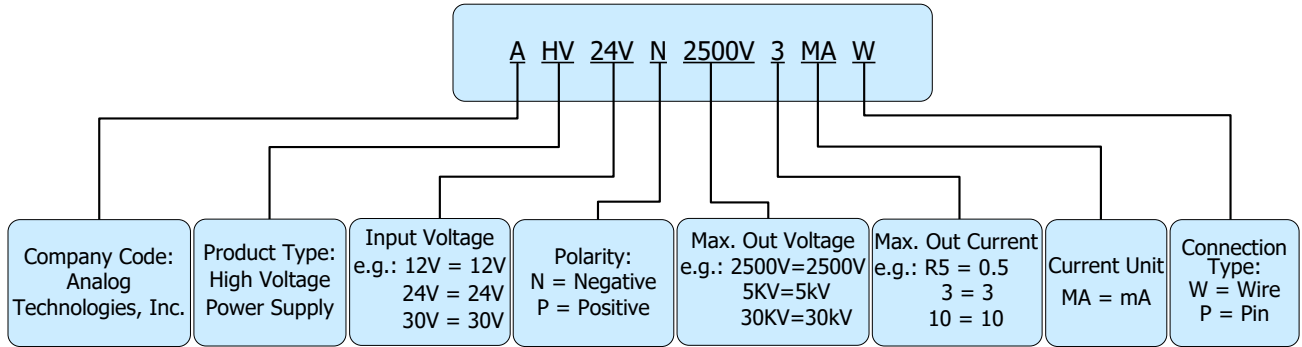 A HV 24V N 2500V 3 MA W
Company Code:
Analog
Technologies, Inc.
Product Type:
High Voltage
Power Supply
Input Voltage
e.g.: 12V = 12V
24V = 24V
30V = 30V
Polarity:
N = Negative
P = Positive
Max. Out Voltage
e.g.: 2500V=2500V
5KV=5kV
30KV=30kV
Max. Out Current
e.g.: R5 = 0.5
3 = 3
10 = 10
Current Unit
MA = mA
Connection
Type:
W = Wire
P = Pin